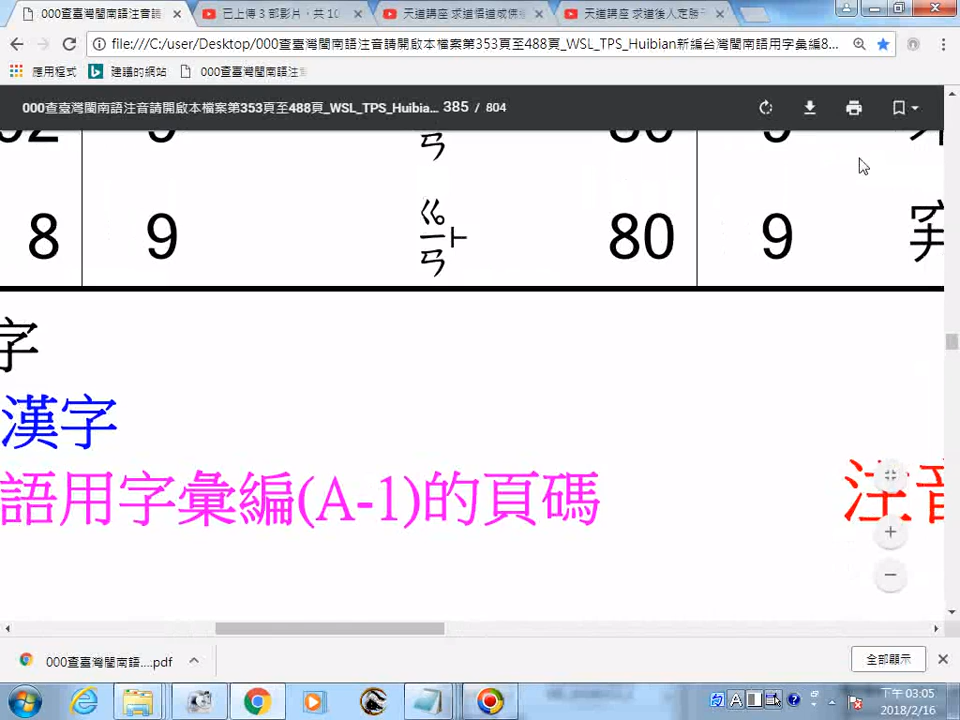 000查臺灣閩南語注音請
已上傳 3 部影片，共 10
天道講座 求道悟道成佛
天道講座 求道後人定勝
file:///C:/user/Desktop/000查臺灣閩南語注音請開啟本檔案第353頁至488頁_WSL_TPS_Huibian新編台灣閩南語用字彙編8...
應用程式
建議的網站
000查臺灣閩南語注
000查臺灣閩南語注音請開啟本檔案第353頁至488頁_WSL_TPS_Huibia... 385 / 804
ㄢ 80 9
8 9 80 9
字
漢字
語用字彙編(A-1)的頁碼
注音
000查臺灣閩南語....pdf
全部顯示
下午 03:05
2018/2/16